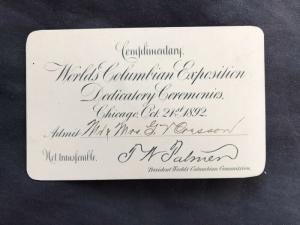 Complimentary.
World's Columbian Exposition
Dedicatory Ceremonies,
Chicago, Oct. 21st 1892.
Admit Mr & Mrs G. V. Cresson
Not transferable. T W Palmer
President World's Columbian Commission.